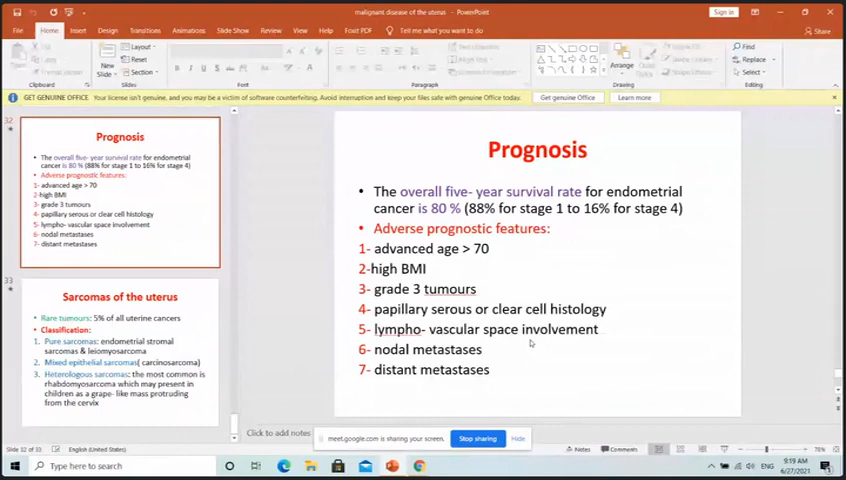 malignant disease of the uterus - PowerPoint
Sign in
File Home Insert Design Transitions Animations Slide Show Review View Help Foxit PDF Tell me what you want to do
Share
Cut
Paste
New Slide
Layout
Reset
Section
Clipboard
Slides
Font
Paragraph
Arrange
Quick Styles
Drawing
Find
Replace
Select
Editing
GET GENUINE OFFICE Your license isn't genuine, and you may be a victim of software counterfeiting. Avoid interruption and keep your files safe with genuine Office today.
Get genuine Office
Learn more
32
Prognosis
The overall five- year survival rate for endometrial
cancer is 80 % (88% for stage 1 to 16% for stage 4)
Adverse prognostic features:
1- advanced age > 70
2-high BMI
3- grade 3 tumours
4- papillary serous or clear cell histology
5- lympho- vascular space involvement
6- nodal metastases
7- distant metastases
33
Sarcomas of the uterus
Rare tumours: 5% of all uterine cancers
Classification:
1. Pure sarcomas: endometrial stromal
sarcomas & leiomyosarcoma
2. Mixed epithelial sarcomas( carcinosarcoma)
3. Heterologous sarcomas: the most common is
rhabdomyosarcoma which may present in
children as a grape- like mass protruding
from the cervix
Prognosis
• The overall five- year survival rate for endometrial
cancer is 80 % (88% for stage 1 to 16% for stage 4)
• Adverse prognostic features:
1- advanced age > 70
2-high BMI
3- grade 3 tumours
4- papillary serous or clear cell histology
5- lympho- vascular space involvement
6- nodal metastases
7- distant metastases
Click to add notes
meet.google.com is sharing your screen.
Stop sharing
Hide
Slide 32 of 33
English (United States)
Notes
Comments
76%
Type here to search
ENG
9:19 AM
6/27/2021